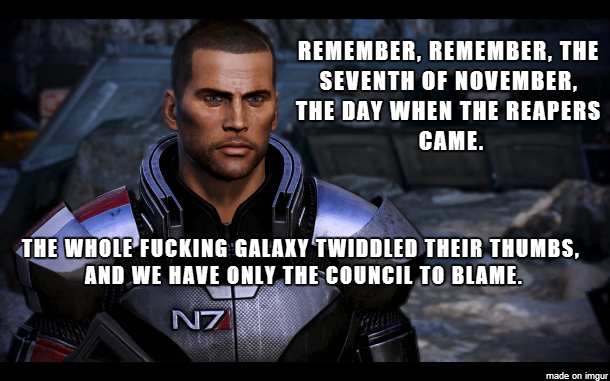 REMEMBER, REMEMBER, THE
SEVENTH OF NOVEMBER,
THE DAY WHEN THE REAPERS
CAME.
THE WHOLE FUCKING GALAXY TWIDDLED THEIR THUMBS,
AND WE HAVE ONLY THE COUNCIL TO BLAME.
N7
made on imgur